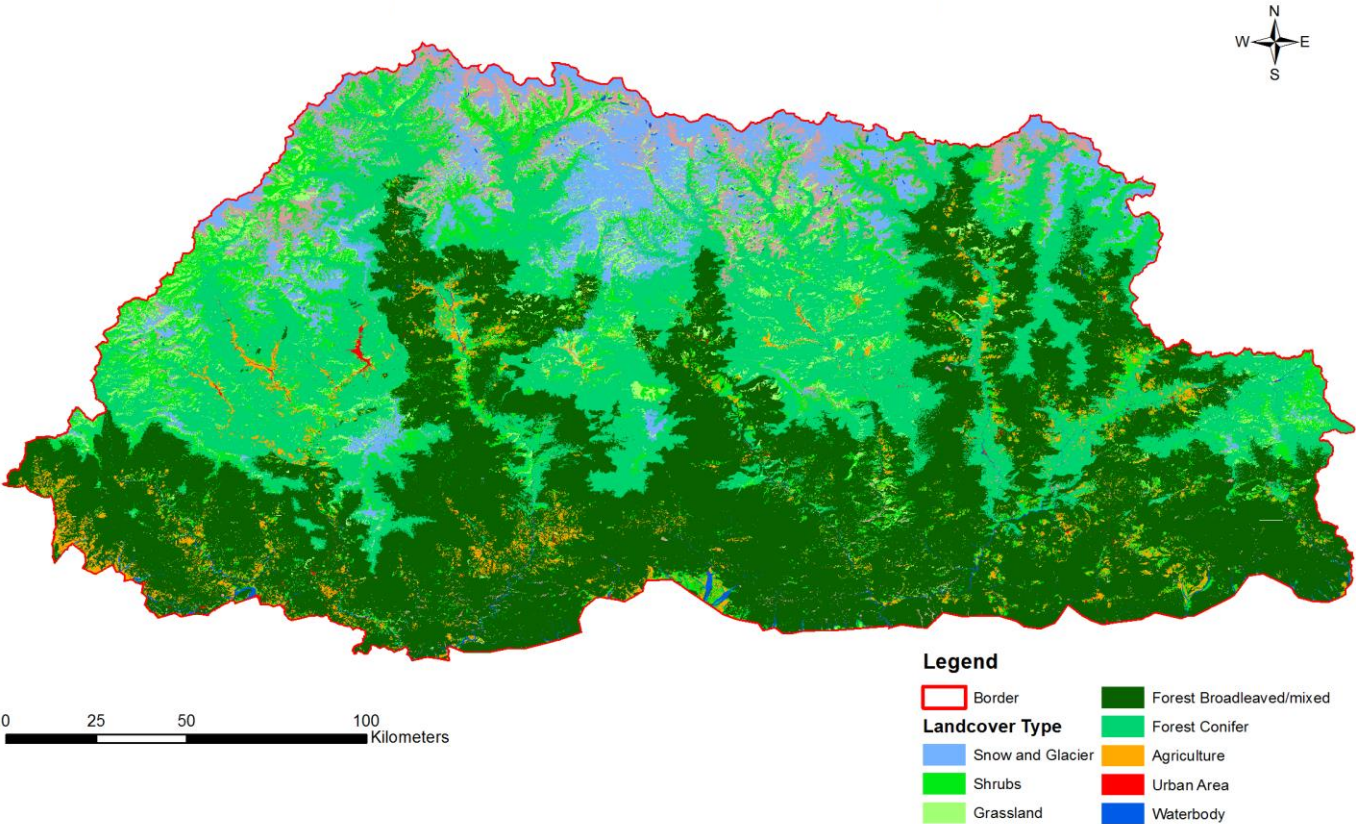 N
W E
S
Legend
Border
Landcover Type
Snow and Glacier
Shrubs
Grassland
Forest Broadleaved/mixed
Forest Conifer
Agriculture
Urban Area
Waterbody
0 25 50 100
Kilometers